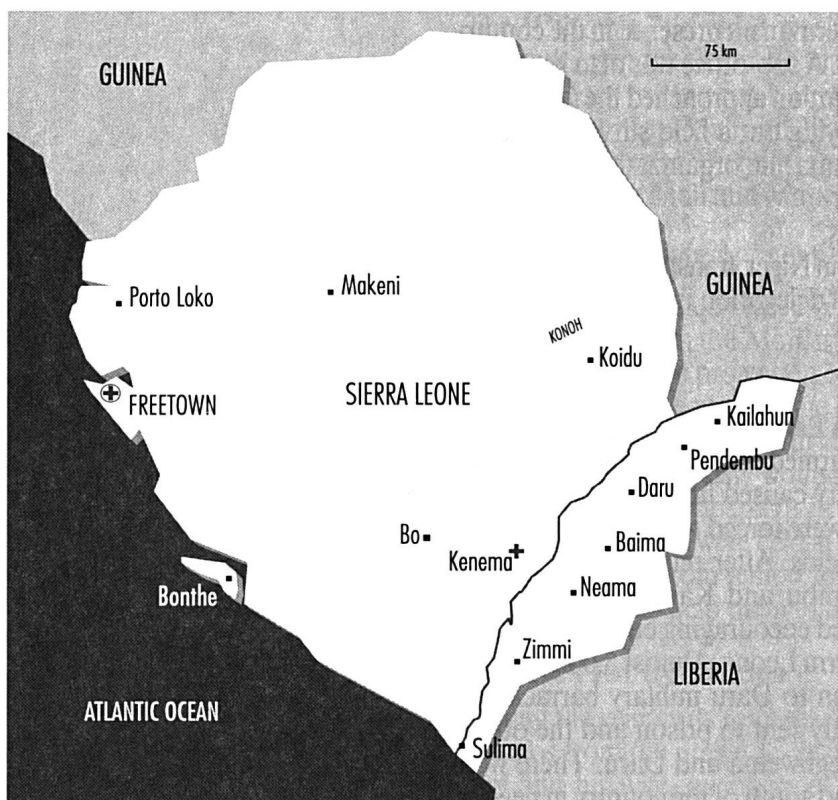 GUINEA
75 km
Porto Loko
Makeni
GUINEA
KONOH
Koidu
FREETOWN
SIERRA LEONE
Kailahun
Pendembu
Daru
Bo
Kenema
Baima
Bonthe
Neama
Zimmi
LIBERIA
ATLANTIC OCEAN
Sulima